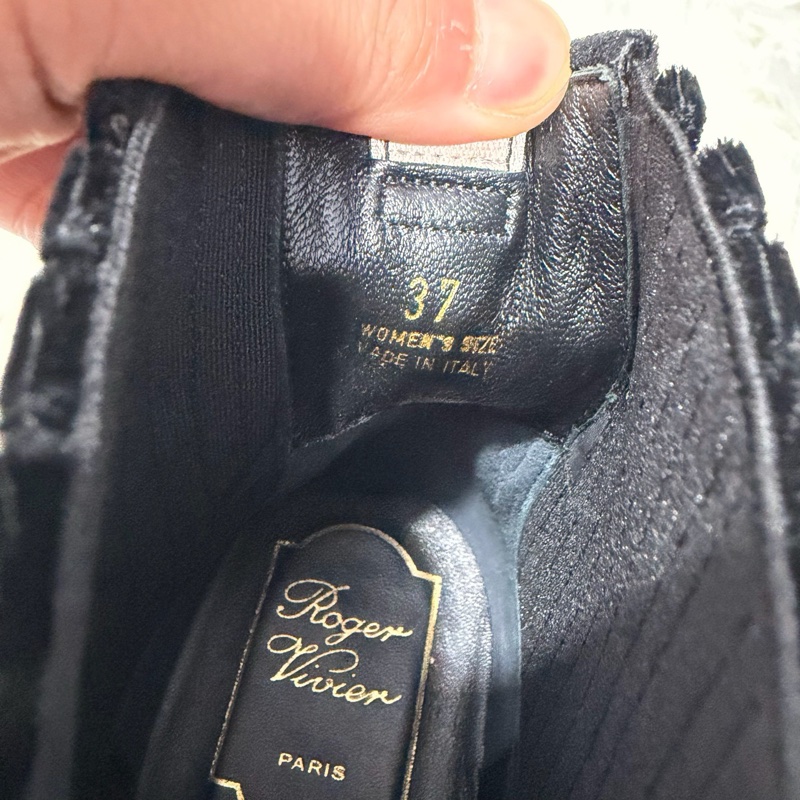 37
WOMEN'S SIZE
MADE IN ITALY
Roger
Vivier
PARIS